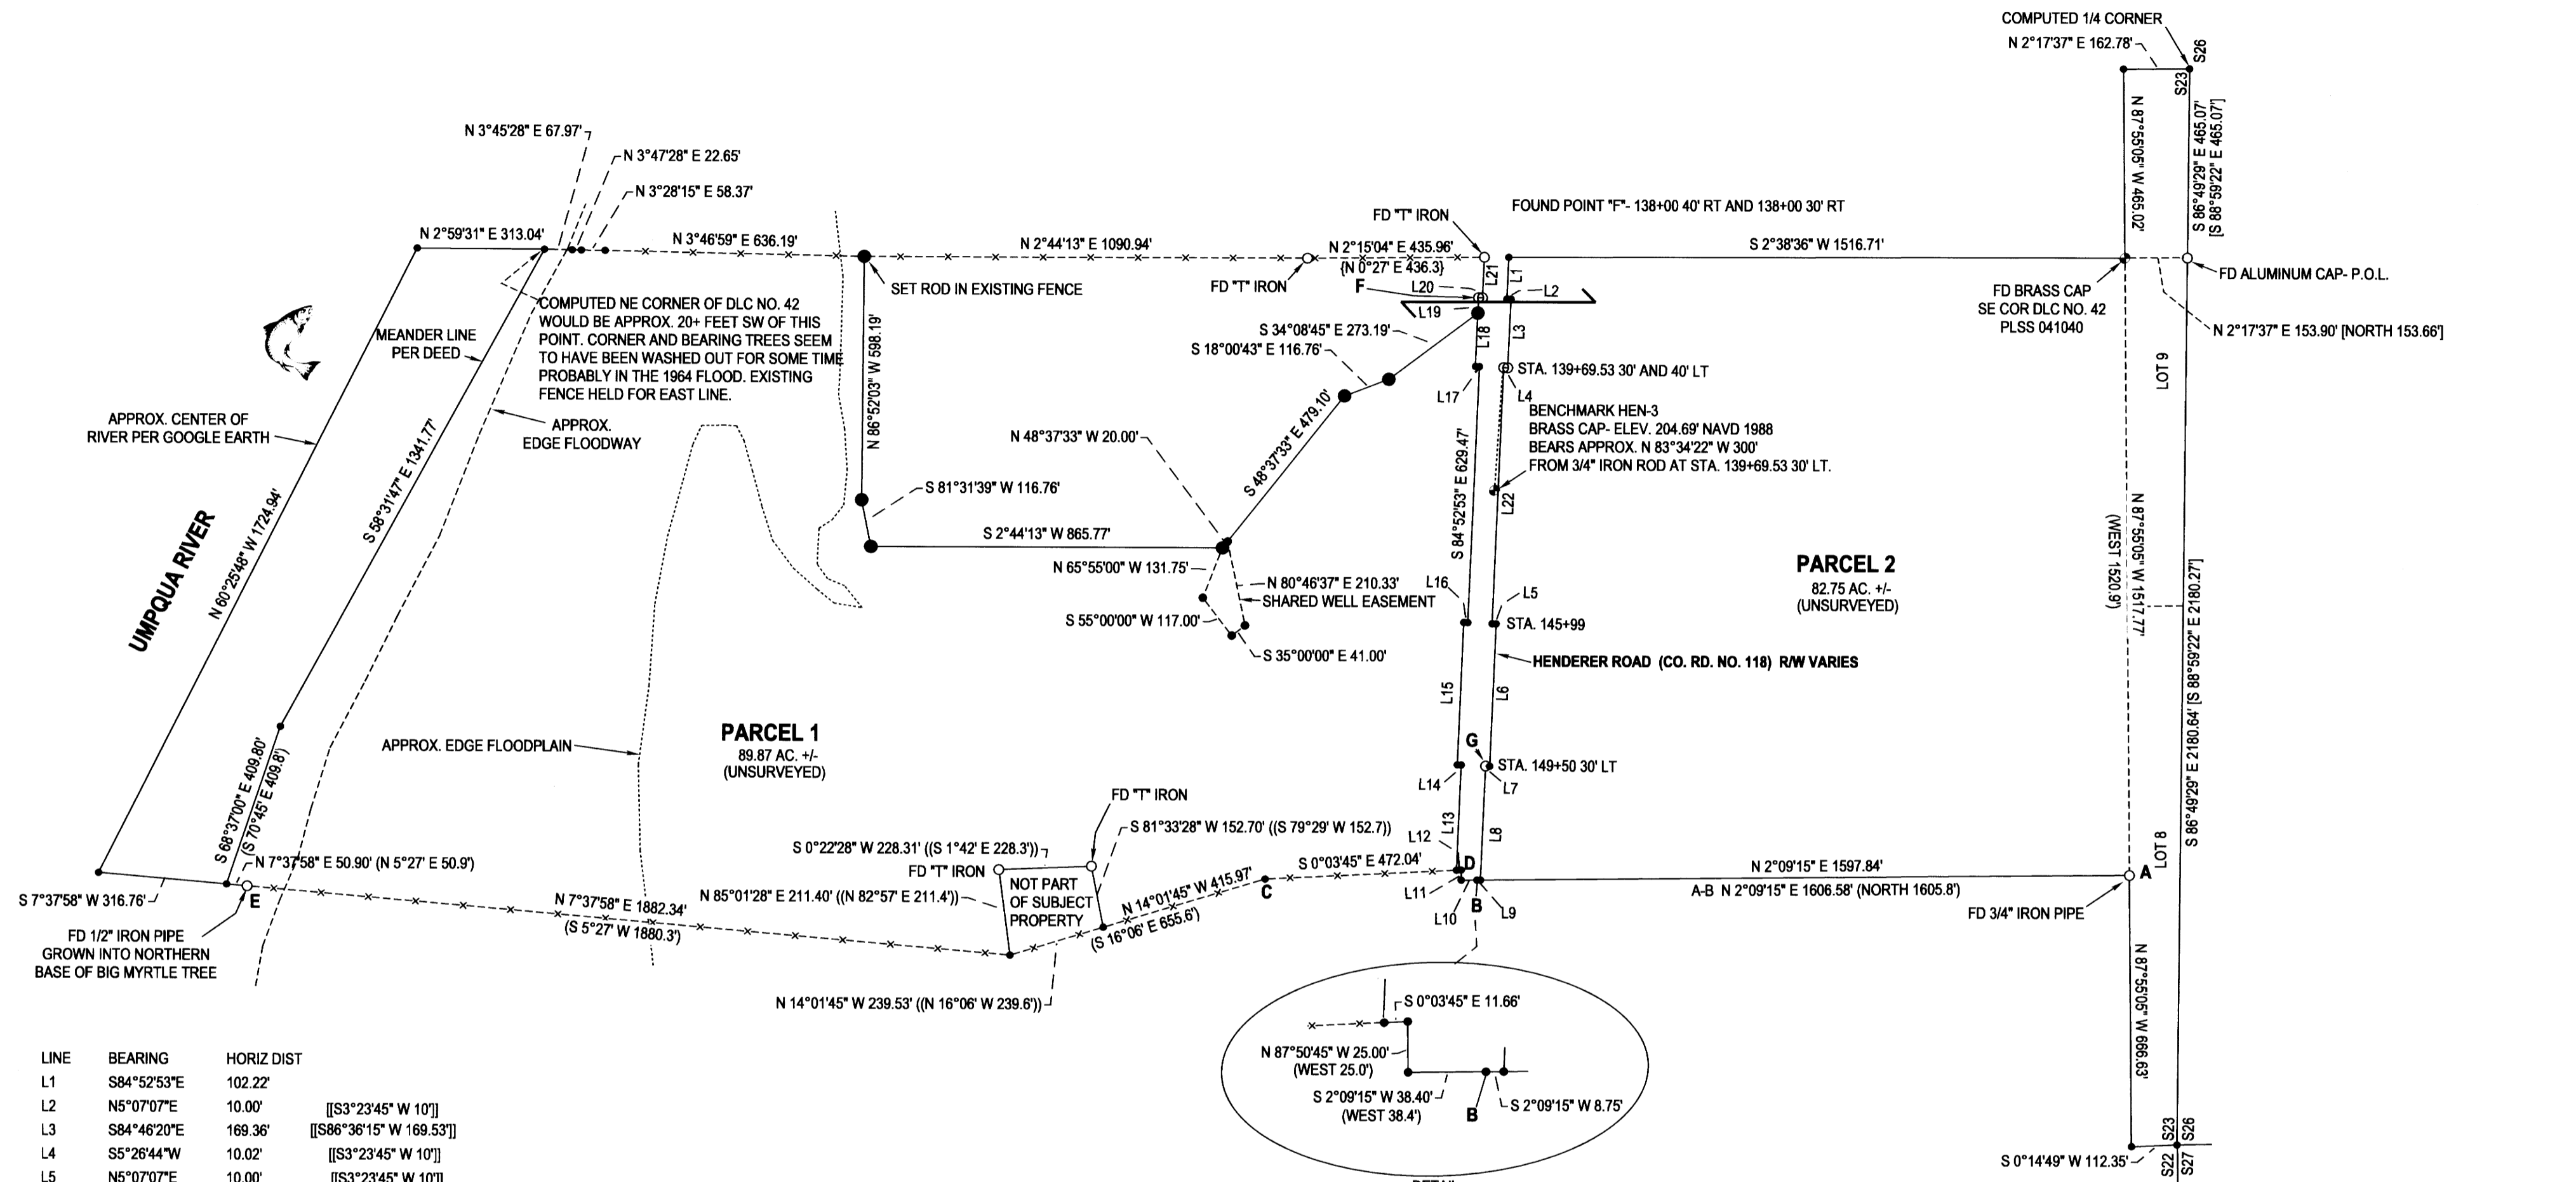 COMPUTED 1/4 CORNER
N 2°17'37" E 162.78'
S26
S23
N 87°55'05" W 465.02'
S 86°49'29" E 465.07'
[S 88°59'22" E 465.07']
N 3°45'28" E 67.97'
N 3°47'28" E 22.65'
N 3°28'15" E 58.37'
N 2°59'31" E 313.04'
N 3°46'59" E 636.19'
N 2°44'13" E 1090.94'
FD "T" IRON
FOUND POINT "F"- 138+00 40' RT AND 138+00 30' RT
N 2°15'04" E 435.96'
{N 0°27' E 436.3}
S 2°38'36" W 1516.71'
FD "T" IRON
SET ROD IN EXISTING FENCE
L21
L1
L20
F
L2
L19
L18
L3
FD BRASS CAP
SE COR DLC NO. 42
PLSS 041040
FD ALUMINUM CAP- P.O.L.
N 2°17'37" E 153.90' [NORTH 153.66']
COMPUTED NE CORNER OF DLC NO. 42
WOULD BE APPROX. 20+ FEET SW OF THIS
POINT. CORNER AND BEARING TREES SEEM
TO HAVE BEEN WASHED OUT FOR SOME TIME
PROBABLY IN THE 1964 FLOOD. EXISTING
FENCE HELD FOR EAST LINE.
MEANDER LINE
PER DEED
N 86°52'03" W 598.19'
S 34°08'45" E 273.19'
S 18°00'43" E 116.76'
STA. 139+69.53 30' AND 40' LT
L17
L4
LOT 9
BENCHMARK HEN-3
BRASS CAP- ELEV. 204.69' NAVD 1988
BEARS APPROX. N 83°34'22" W 300'
FROM 3/4" IRON ROD AT STA. 139+69.53 30' LT.
APPROX. CENTER OF
RIVER PER GOOGLE EARTH
APPROX.
EDGE FLOODWAY
N 48°37'33" W 20.00'
S 48°37'33" E 479.10'
S 84°52'53" E 629.47'
L22
S 58°31'47" E 1341.77'
S 81°31'39" W 116.76'
S 2°44'13" W 865.77'
N 65°55'00" W 131.75'
N 80°46'37" E 210.33'
SHARED WELL EASEMENT
S 55°00'00" W 117.00'
S 35°00'00" E 41.00'
L16
L5
STA. 145+99
PARCEL 2
82.75 AC. +/-
(UNSURVEYED)
N 87°55'05" W 1517.77'
(WEST 1520.9')
UMPQUA RIVER
N 60°25'48" W 1724.94'
HENDERER ROAD (CO. RD. NO. 118) R/W VARIES
L15
L6
S 86°49'29" E 2180.64' [S 88°59'22" E 2180.27']
APPROX. EDGE FLOODPLAIN
PARCEL 1
89.87 AC. +/-
(UNSURVEYED)
G
STA. 149+50 30' LT
L14
L7
S 68°37'00" E 409.80'
(S 70°45' E 409.8')
FD "T" IRON
S 81°33'28" W 152.70' ((S 79°29' W 152.7))
L12
L13
L8
S 0°22'28" W 228.31' ((S 1°42' E 228.3'))
FD "T" IRON
N 7°37'58" E 50.90' (N 5°27' E 50.9')
S 0°03'45" E 472.04'
D
N 2°09'15" E 1597.84'
LOT 8
A
S 7°37'58" W 316.76'
E
N 7°37'58" E 1882.34'
(S 5°27' W 1880.3')
N 85°01'28" E 211.40' ((N 82°57' E 211.4'))
NOT PART
OF SUBJECT
PROPERTY
N 14°01'45" W 415.97'
(S 16°06' E 655.6')
C
L11
L10
B
L9
A-B N 2°09'15" E 1606.58' (NORTH 1605.8')
FD 3/4" IRON PIPE
FD 1/2" IRON PIPE
GROWN INTO NORTHERN
BASE OF BIG MYRTLE TREE
N 14°01'45" W 239.53' ((N 16°06' W 239.6'))
N 87°55'05" W 666.63'
S 0°03'45" E 11.66'
N 87°50'45" W 25.00'
(WEST 25.0')
S 2°09'15" W 38.40'
(WEST 38.4')
B
S 2°09'15" W 8.75'
S23
S26
S22
S27
S 0°14'49" W 112.35'
LINE BEARING HORIZ DIST
L1 S84°52'53"E 102.22'
L2 N5°07'07"E 10.00' [[S3°23'45" W 10']]
L3 S84°46'20"E 169.36' [[S86°36'15" W 169.53']]
L4 S5°26'44"W 10.02' [[S3°23'45" W 10']]
L5 N5°07'07"E 10.00' [[S3°23'45" W 10']]